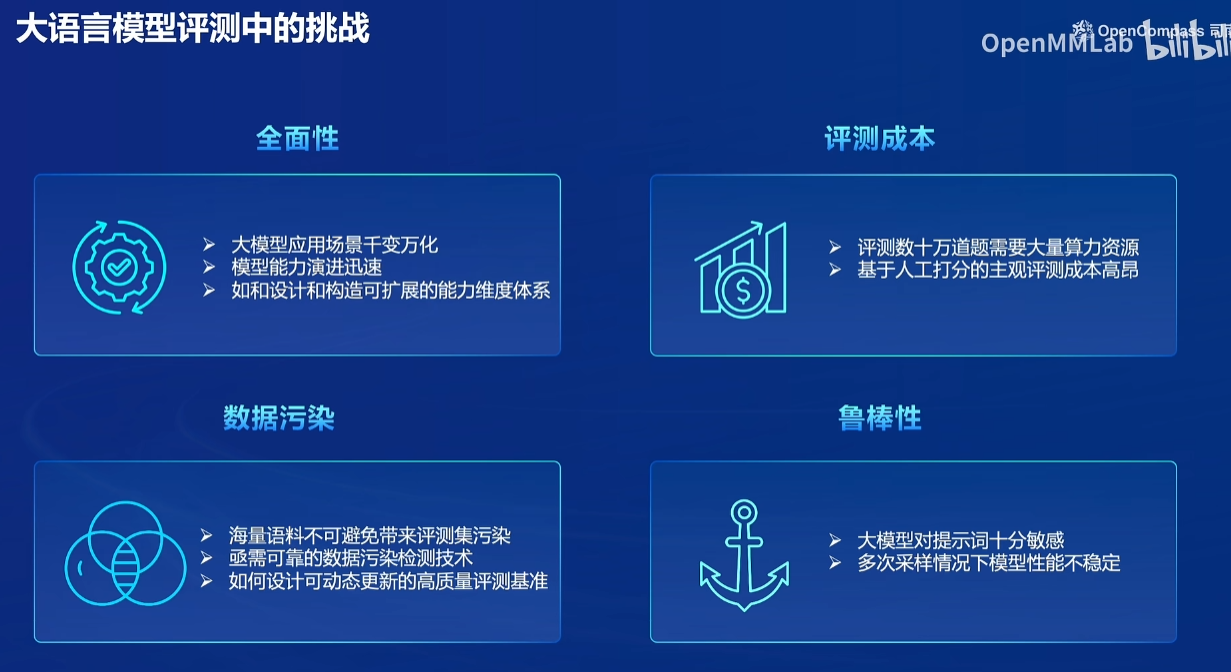 大语言模型评测中的挑战
OpenCompass 司南
OpenMMLab
bilibili
全面性
大模型应用场景千变万化
模型能力演进迅速
如和设计和构造可扩展的能力维度体系
评测成本
$
评测数十万道题需要大量算力资源
基于人工打分的主观评测成本高昂
数据污染
海量语料不可避免带来评测集污染
亟需可靠的数据污染检测技术
如何设计可动态更新的高质量评测基准
鲁棒性
大模型对提示词十分敏感
多次采样情况下模型性能不稳定